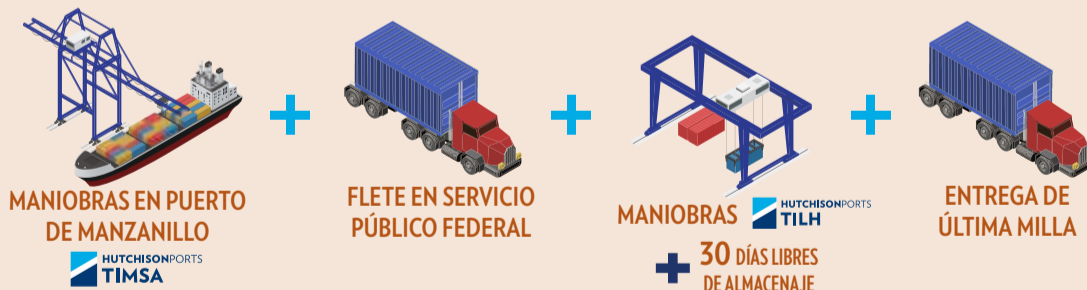 MANIOBRAS EN PUERTO
DE MANZANILLO
HUTCHISONPORTS
TIMSA
FLETE EN SERVICIO
PÚBLICO FEDERAL
MANIOBRAS
HUTCHISONPORTS
TILH
+ 30 DÍAS LIBRES
DE ALMACENAJE
ENTREGA DE
ÚLTIMA MILLA